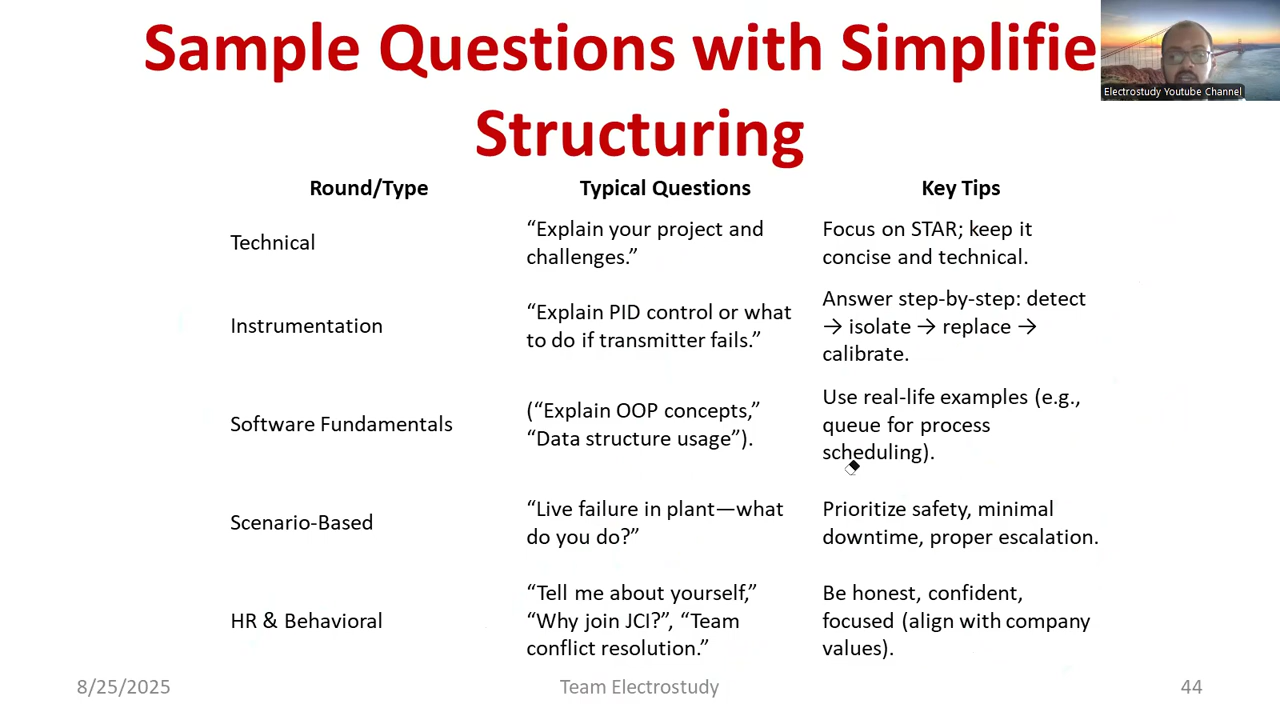 Sample Questions with Simplifie
Structuring
Electrostudy Youtube Channel
Round/Type
Typical Questions
Key Tips
Technical
“Explain your project and
challenges.”
Focus on STAR; keep it
concise and technical.
Instrumentation
“Explain PID control or what
to do if transmitter fails.”
Answer step-by-step: detect
→ isolate → replace →
calibrate.
Software Fundamentals
(“Explain OOP concepts,”
“Data structure usage”).
Use real-life examples (e.g.,
queue for process
scheduling).
Scenario-Based
“Live failure in plant—what
do you do?”
Prioritize safety, minimal
downtime, proper escalation.
HR & Behavioral
“Tell me about yourself,”
“Why join JCI?”, “Team
conflict resolution.”
Be honest, confident,
focused (align with company
values).
8/25/2025
Team Electrostudy
44